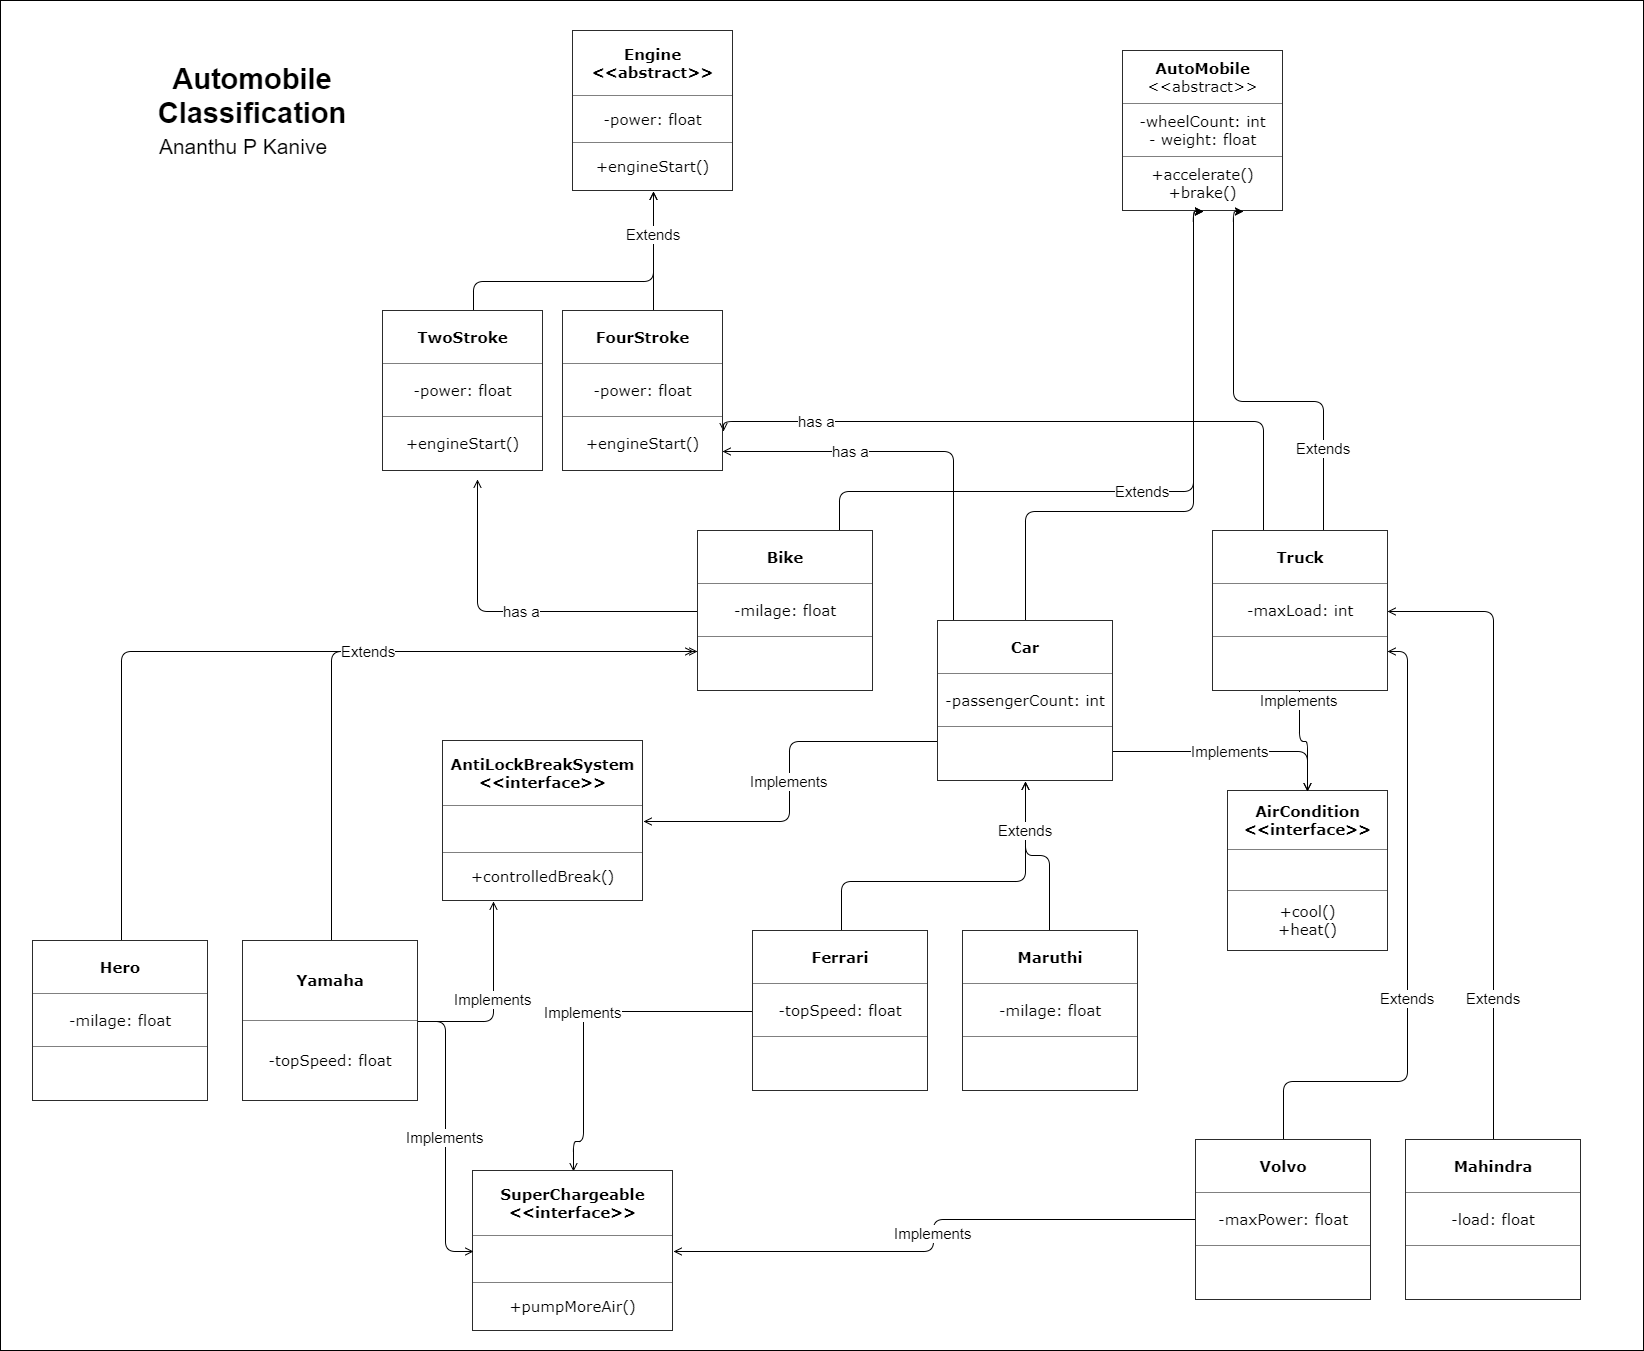 Automobile
Classification
Ananthu P Kanive
Engine
<<abstract>>
-power: float
+engineStart()
AutoMobile
<<abstract>>
-wheelCount: int
- weight: float
+accelerate()
+brake()
Extends
TwoStroke
-power: float
+engineStart()
FourStroke
-power: float
+engineStart()
has a
has a
Extends
Extends
Bike
-milage: float
has a
Extends
Car
-passengerCount: int
Truck
-maxLoad: int
Implements
Implements
Implements
AntiLockBreakSystem
<<interface>>
+controlledBreak()
AirCondition
<<interface>>
+cool()
+heat()
Extends
Hero
-milage: float
Yamaha
-topSpeed: float
Implements
Implements
Ferrari
-topSpeed: float
Maruthi
-milage: float
Extends
Extends
Implements
SuperChargeable
<<interface>>
+pumpMoreAir()
Implements
Volvo
-maxPower: float
Mahindra
-load: float